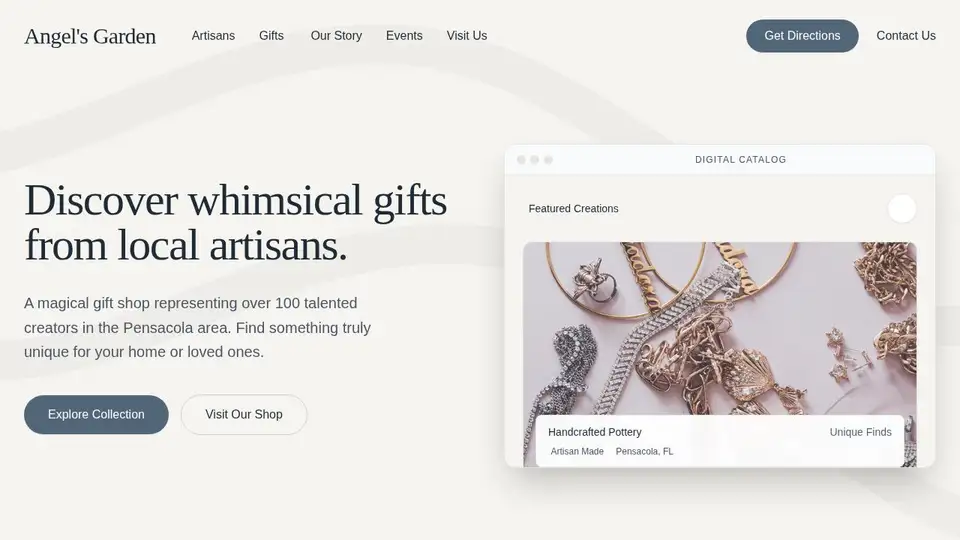 Angel's Garden
Artisans
Gifts
Our Story
Events
Visit Us
Get Directions
Contact Us
Discover whimsical gifts
from local artisans.
A magical gift shop representing over 100 talented
creators in the Pensacola area. Find something truly
unique for your home or loved ones.
Explore Collection
Visit Our Shop
DIGITAL CATALOG
Featured Creations
Handcrafted Pottery
Unique Finds
Artisan Made
Pensacola, FL